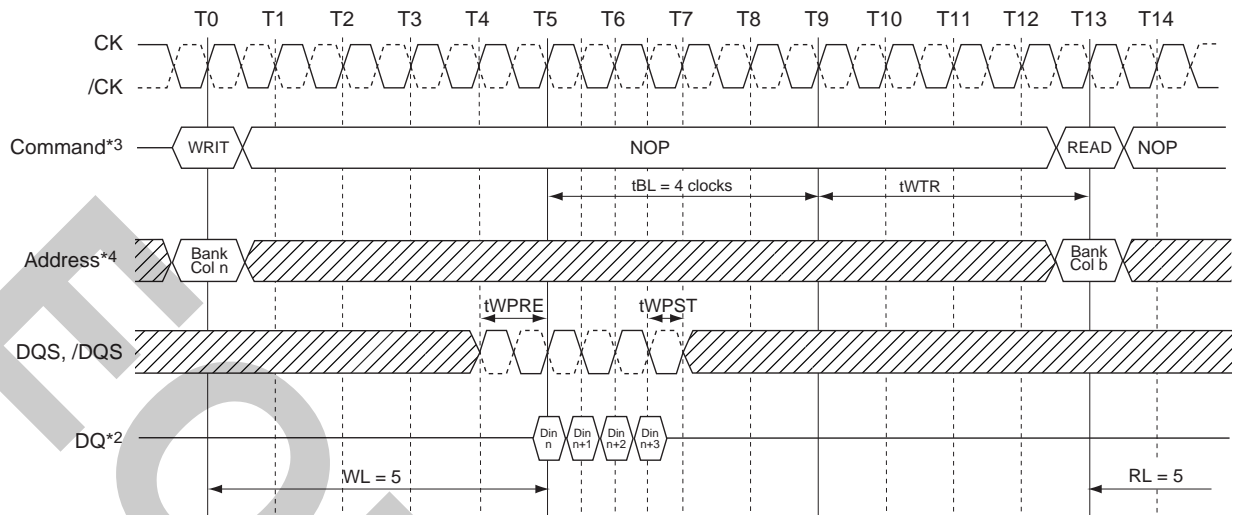 T0 T1 T2 T3 T4 T5 T6 T7 T8 T9 T10 T11 T12 T13 T14
CK
/CK
Command*3 WRIT NOP READ NOP
tBL = 4 clocks tWTR
Address*4 Bank Col n Bank Col b
tWPRE tWPST
DQS, /DQS
DQ*2 Din n Din n+1 Din n+2 Din n+3
WL = 5 RL = 5